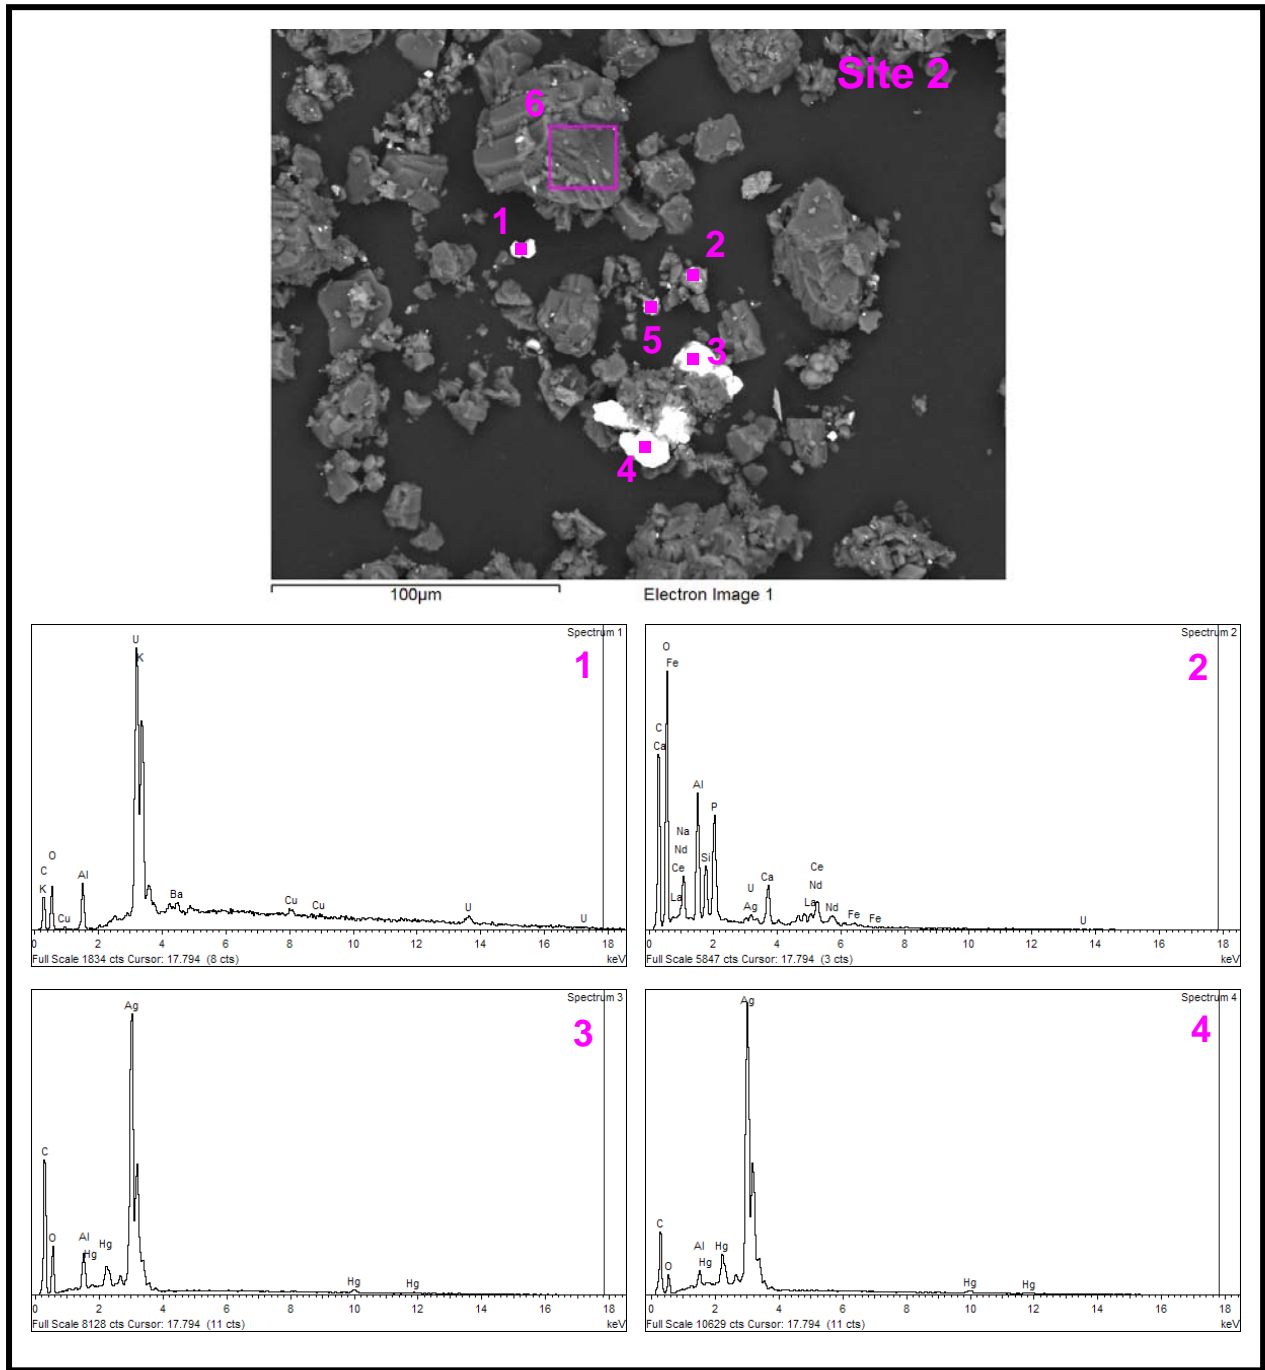 Site 2
6
1
2
5
3
4
100µm
Electron Image 1
Spectrum 1
1
U
K
O
C
K
Cu
Al
Ba
Cu
Cu
U
U
0 2 4 6 8 10 12 14 16 18
Full Scale 1834 cts Cursor: 17.794 (8 cts)
keV
Spectrum 2
2
O
Fe
C
Ca
Al
P
Na
Nd
Ce
La
Si
U
Ag
Ca
Ce
Nd
La
Nd
Fe
Fe
U
0 2 4 6 8 10 12 14 16 18
Full Scale 5847 cts Cursor: 17.794 (3 cts)
keV
Spectrum 3
3
Ag
C
O
Al
Hg
Hg
Hg
Hg
0 2 4 6 8 10 12 14 16 18
Full Scale 8128 cts Cursor: 17.794 (11 cts)
keV
Spectrum 4
4
Ag
C
O
Al
Hg
Hg
Hg
Hg
0 2 4 6 8 10 12 14 16 18
Full Scale 10629 cts Cursor: 17.794 (11 cts)
keV